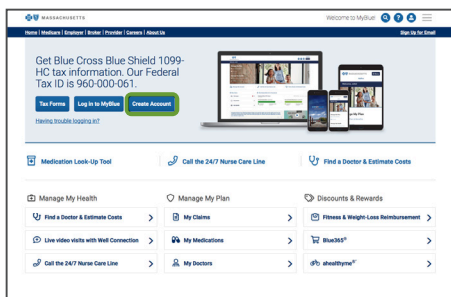 MASSACHUSETTS
Welcome to MyBlue!
Home | Medicare | Employer | Broker | Provider | Careers | About Us
Sign Up for Email
Get Blue Cross Blue Shield 1099-
HC tax information. Our Federal
Tax ID is 960-000-061.
Tax Forms Log in to MyBlue Create Account
Having trouble logging in?
Medication Look-Up Tool
Call the 24/7 Nurse Care Line
Find a Doctor & Estimate Costs
Manage My Health
Manage My Plan
Discounts & Rewards
Find a Doctor & Estimate Costs
My Claims
Fitness & Weight-Loss Reimbursement
Live video visits with Well Connection
My Medications
Blue365®
Call the 24/7 Nurse Care Line
My Doctors
ahealthyme®